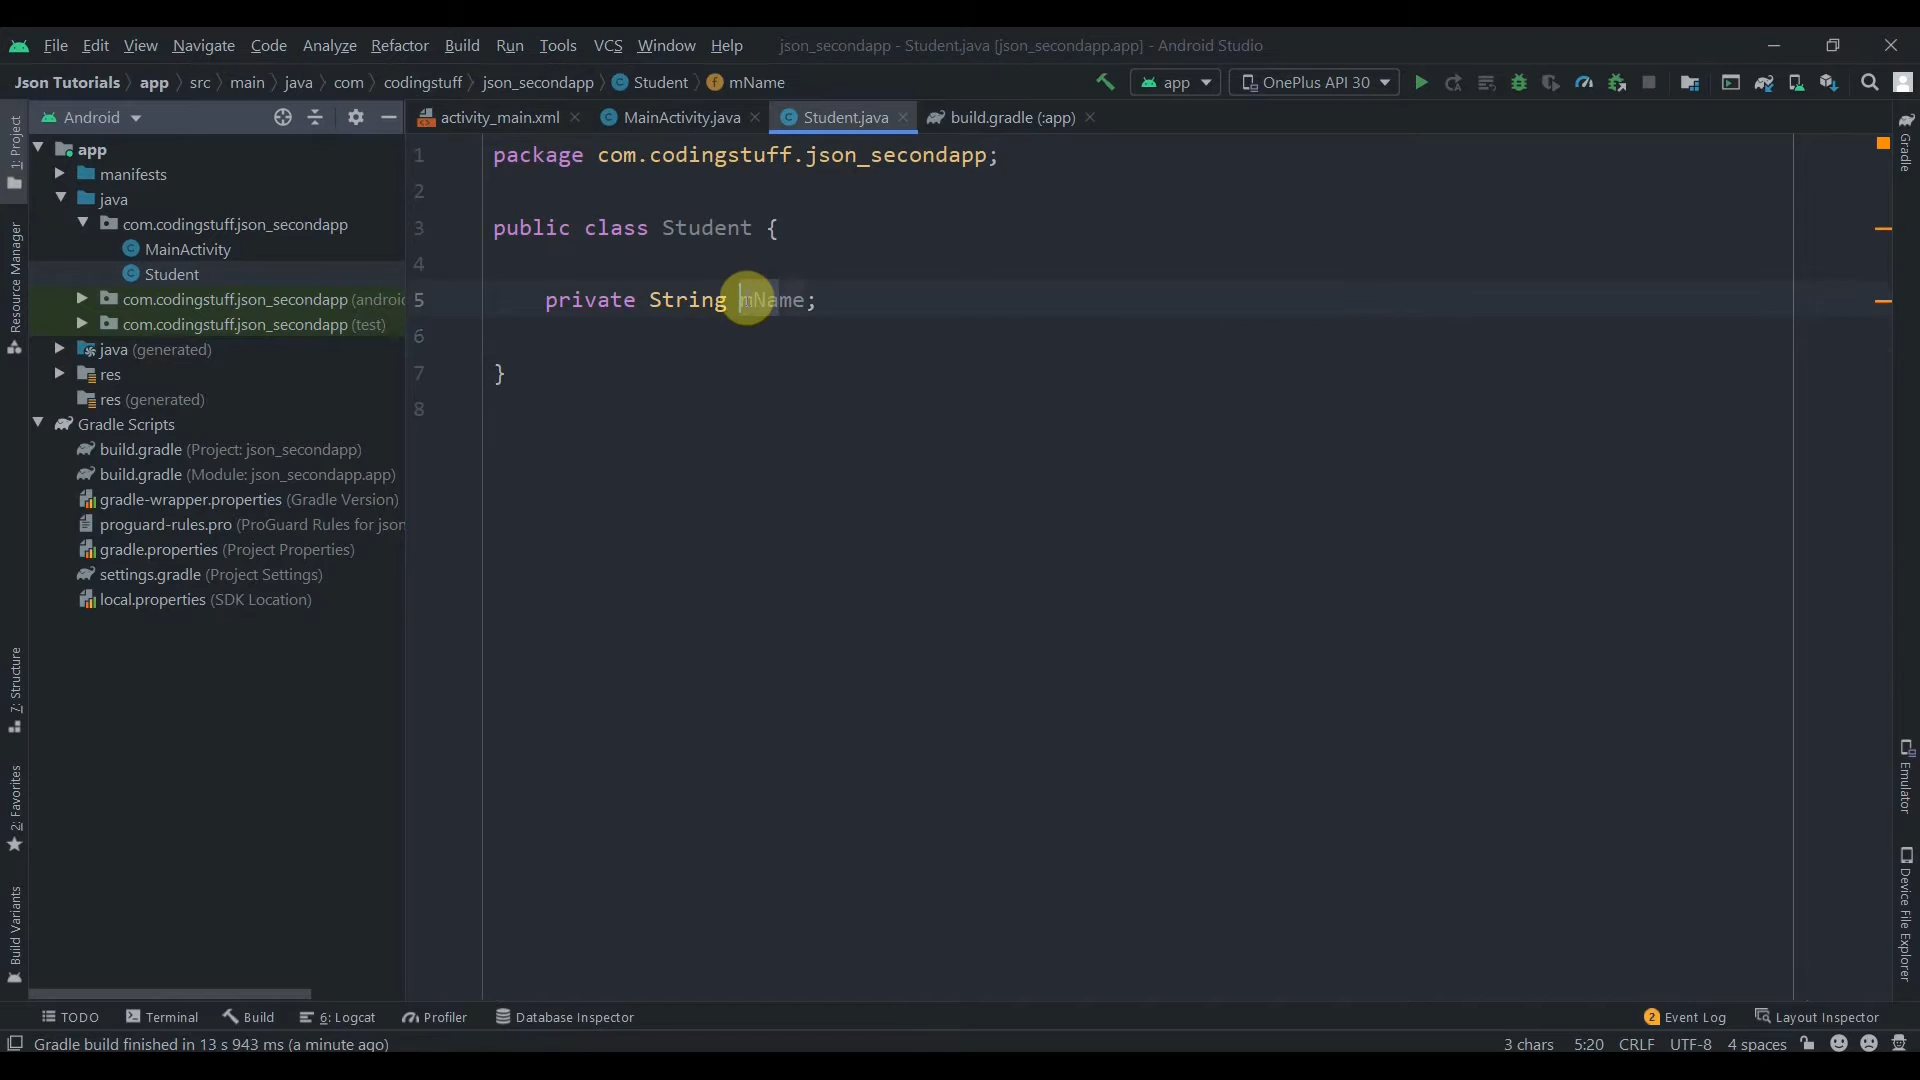 File Edit View Navigate Code Analyze Refactor Build Run Tools VCS Window Help json_secondapp - Student.java [json_secondapp.app] - Android Studio
Json Tutorials app src main java com codingstuff json_secondapp Student mName app OnePlus API 30
Android
activity_main.xml MainActivity.java Student.java build.gradle (:app)
app
manifests
java
com.codingstuff.json_secondapp
MainActivity
Student
com.codingstuff.json_secondapp (androi
com.codingstuff.json_secondapp (test)
java (generated)
res
res (generated)
Gradle Scripts
build.gradle (Project: json_secondapp)
build.gradle (Module: json_secondapp.app)
gradle-wrapper.properties (Gradle Version)
proguard-rules.pro (ProGuard Rules for json
gradle.properties (Project Properties)
settings.gradle (Project Settings)
local.properties (SDK Location)
1 package com.codingstuff.json_secondapp;
2
3 public class Student {
4
5 private String mName;
6
7 }
8
1: Project
Resource Manager
7: Structure
2: Favorites
Build Variants
Gradle
Emulator
Device File Explorer
TODO Terminal Build 6: Logcat Profiler Database Inspector 2 Event Log Layout Inspector
Gradle build finished in 13 s 943 ms (a minute ago) 3 chars 5:20 CRLF UTF-8 4 spaces